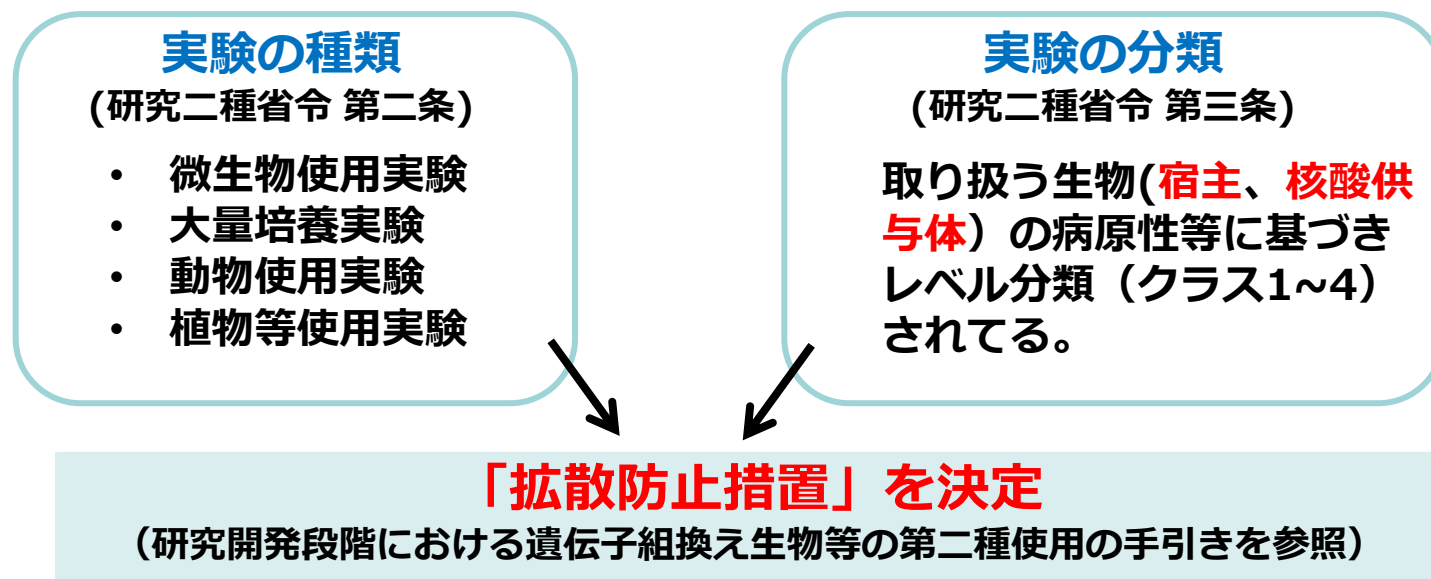 実験の種類
(研究二種省令 第二条)
• 微生物使用実験
• 大量培養実験
• 動物使用実験
• 植物等使用実験
実験の分類
(研究二種省令 第三条)
取り扱う生物(宿主、核酸供
与体）の病原性等に基づき
レベル分類（クラス1~4）
されてる。
「拡散防止措置」を決定
（研究開発段階における遺伝子組換え生物等の第二種使用の手引きを参照）